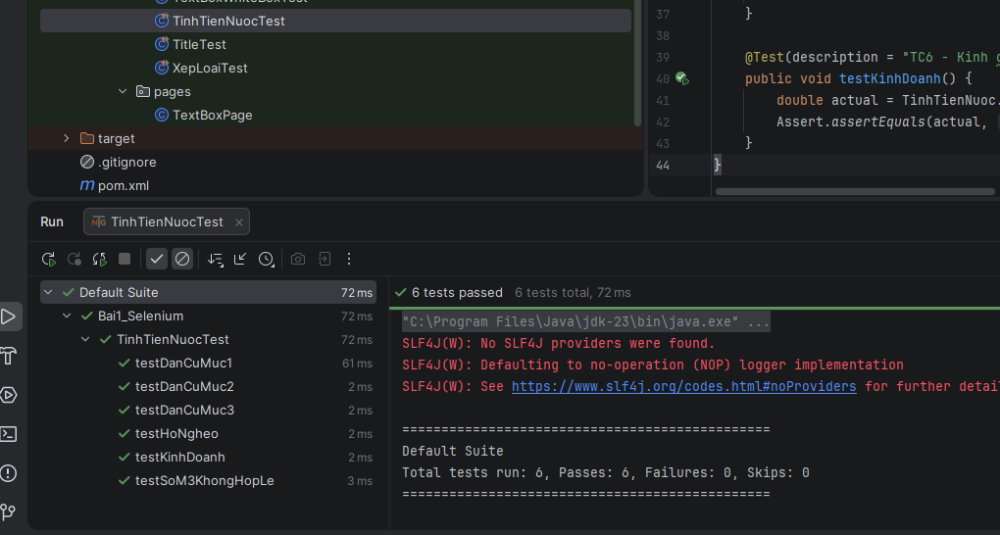 TextBoxWhiteBoxTest
TinhTienNuocTest
TitleTest
XepLoaiTest
pages
TextBoxPage
target
.gitignore
pom.xml
37 }
38
39 @Test(description = "TC6 - Kinh
40 public void testKinhDoanh() {
41 double actual = TinhTienNuoc.
42 Assert.assertEquals(actual,
43 }
44 }
Run
TinhTienNuocTest
Default Suite 72 ms
Bai1_Selenium 72 ms
TinhTienNuocTest 72 ms
testDanCuMuc1 61 ms
testDanCuMuc2 2 ms
testDanCuMuc3 2 ms
testHoNgheo 2 ms
testKinhDoanh 2 ms
testSoM3KhongHopLe 3 ms
6 tests passed 6 tests total, 72 ms
"C:\Program Files\Java\jdk-23\bin\java.exe" ...
SLF4J(W): No SLF4J providers were found.
SLF4J(W): Defaulting to no-operation (NOP) logger implementation
SLF4J(W): See https://www.slf4j.org/codes.html#noProviders for further detai
===============================================
Default Suite
Total tests run: 6, Passes: 6, Failures: 0, Skips: 0
===============================================